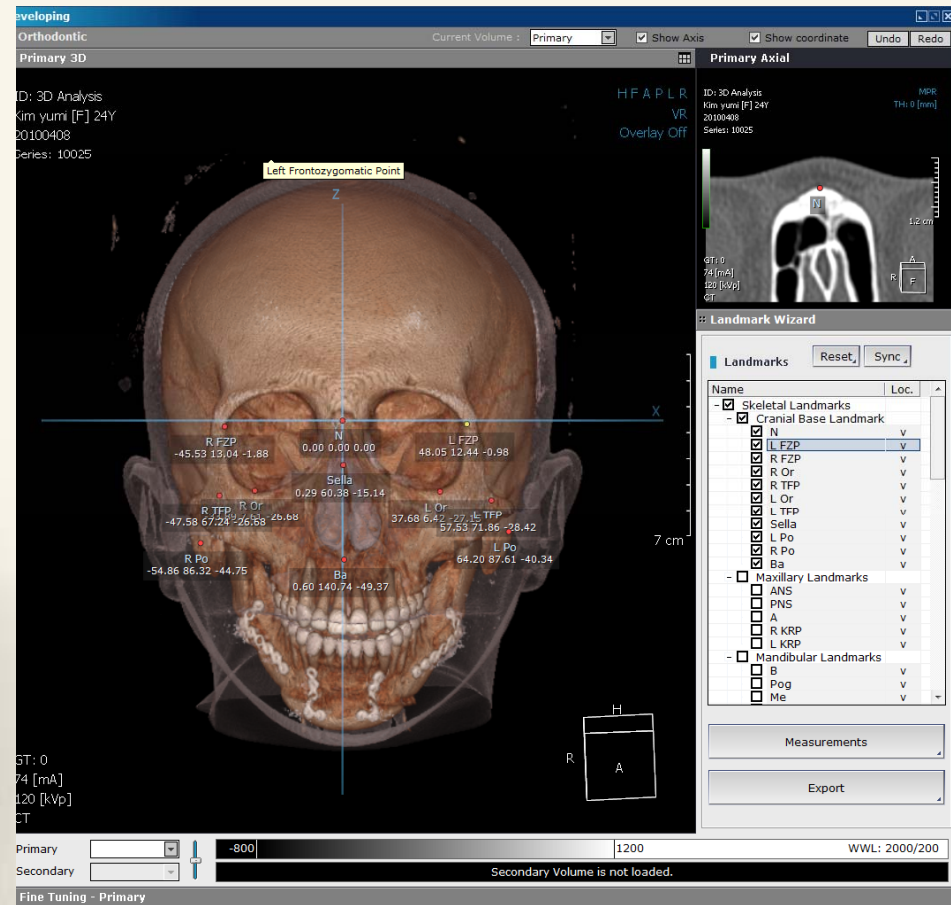 eveloping
Orthodontic
Current Volume : Primary
Show Axis
Show coordinate
Undo
Redo
Primary 3D
ID: 3D Analysis
Kim yumi [F] 24Y
20100408
Series: 10025
H F A P L R
VR
Overlay Off
Left Frontozygomatic Point
Z
X
N
0.00 0.00 0.00
R FZP
-45.53 13.04 -1.88
L FZP
48.05 12.44 -0.98
Sella
0.29 60.38 -15.14
R Or
-26.68
R TFP
-47.58 67.24 -26.68
L Or
37.68 6.42
L TFP
57.53 71.86 -28.42
R Po
-54.86 86.32 -44.75
L Po
64.20 87.61 -40.34
Ba
0.60 140.74 -49.37
7 cm
H
R
A
GT: 0
74 [mA]
120 [kVp]
CT
Primary Axial
ID: 3D Analysis
Kim yumi [F] 24Y
20100408
Series: 10025
MPR
TH: 0 [mm]
N
1.2 cm
GT: 0
74 [mA]
120 [kVp]
CT
A
R
F
Landmark Wizard
Landmarks
Reset
Sync
Name Loc.
Skeletal Landmarks
Cranial Base Landmark
N v
L FZP v
R FZP v
R Or v
R TFP v
L Or v
L TFP v
Sella v
L Po v
R Po v
Ba v
Maxillary Landmarks
ANS v
PNS v
A v
R KRP v
L KRP v
Mandibular Landmarks
B v
Pog v
Me v
Measurements
Export
Primary
-800
1200
WWL: 2000/200
Secondary
Secondary Volume is not loaded.
Fine Tuning - Primary